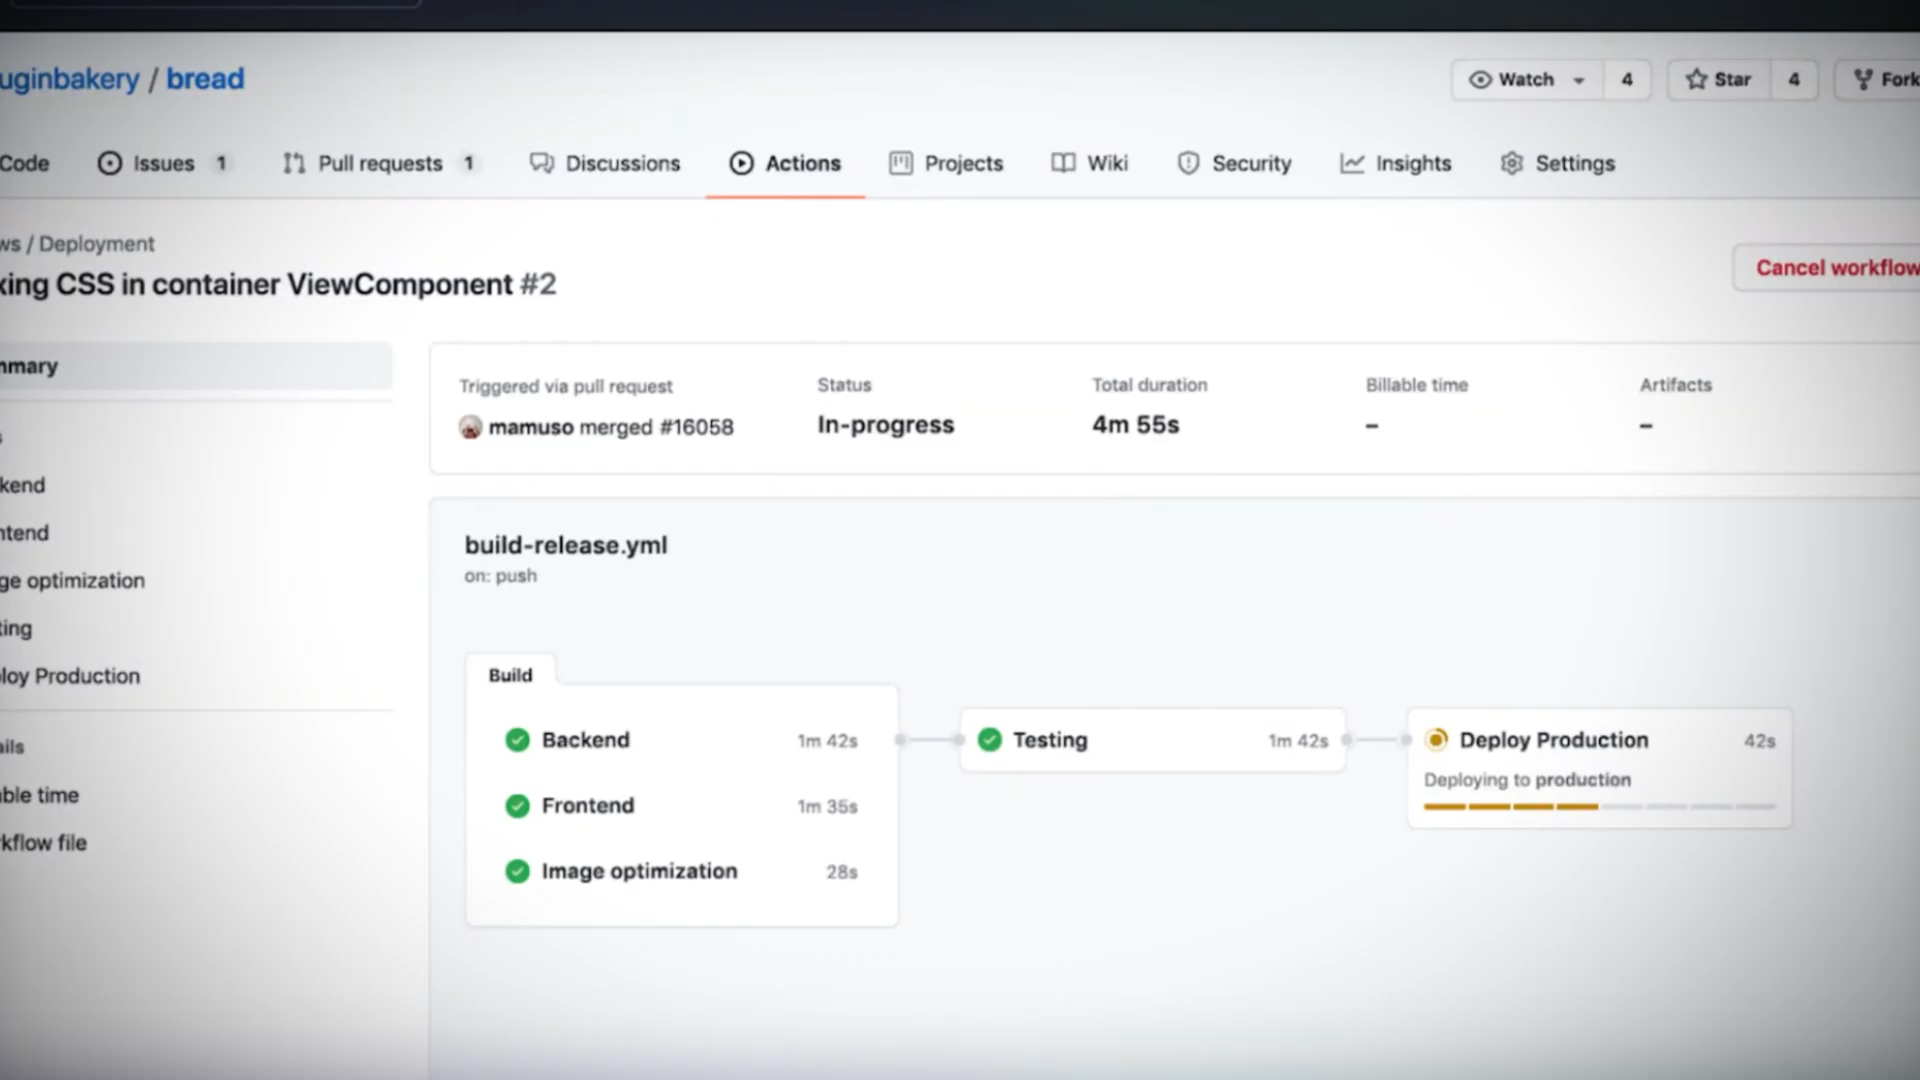 uginbakery / bread
Watch 4 Star 4 Fork
Code Issues 1 Pull requests 1 Discussions Actions Projects Wiki Security Insights Settings
ws / Deployment
king CSS in container ViewComponent #2
Cancel workflow
mmary
Triggered via pull request Status Total duration Billable time Artifacts
mamuso merged #16058 In-progress 4m 55s – –
s
kend
ntend
ge optimization
ting
loy Production
ails
able time
kflow file
build-release.yml
on: push
Build
Backend 1m 42s
Frontend 1m 35s
Image optimization 28s
Testing 1m 42s
Deploy Production 42s
Deploying to production